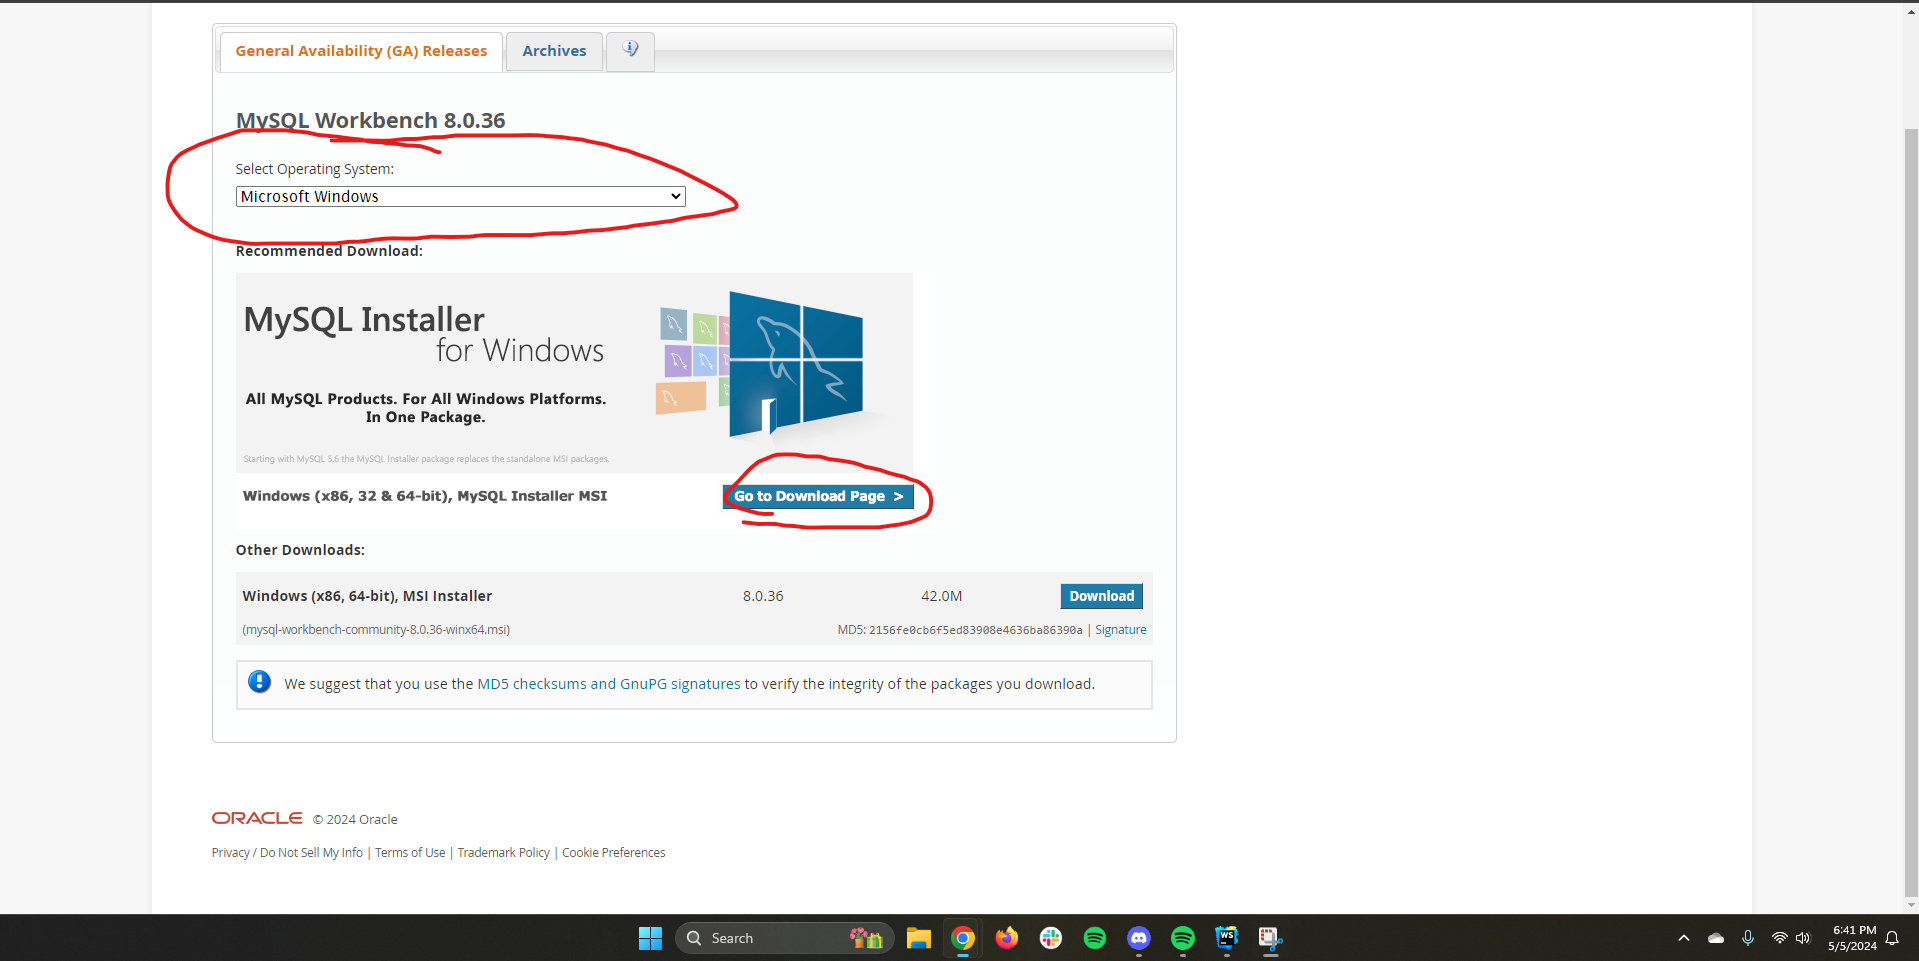 General Availability (GA) Releases
Archives
MySQL Workbench 8.0.36
Select Operating System:
Microsoft Windows
Recommended Download:
MySQL Installer
for Windows
All MySQL Products. For All Windows Platforms.
In One Package.
Starting with MySQL 5.6 the MySQL Installer package replaces the standalone MSI packages.
Windows (x86, 32 & 64-bit), MySQL Installer MSI
Go to Download Page >
Other Downloads:
Windows (x86, 64-bit), MSI Installer 8.0.36 42.0M Download
(mysql-workbench-community-8.0.36-winx64.msi) MD5: 2156fe0cb6f5ed83908e4636ba86390a | Signature
We suggest that you use the MD5 checksums and GnuPG signatures to verify the integrity of the packages you download.
ORACLE © 2024 Oracle
Privacy / Do Not Sell My Info | Terms of Use | Trademark Policy | Cookie Preferences
Search
WS
6:41 PM
5/5/2024